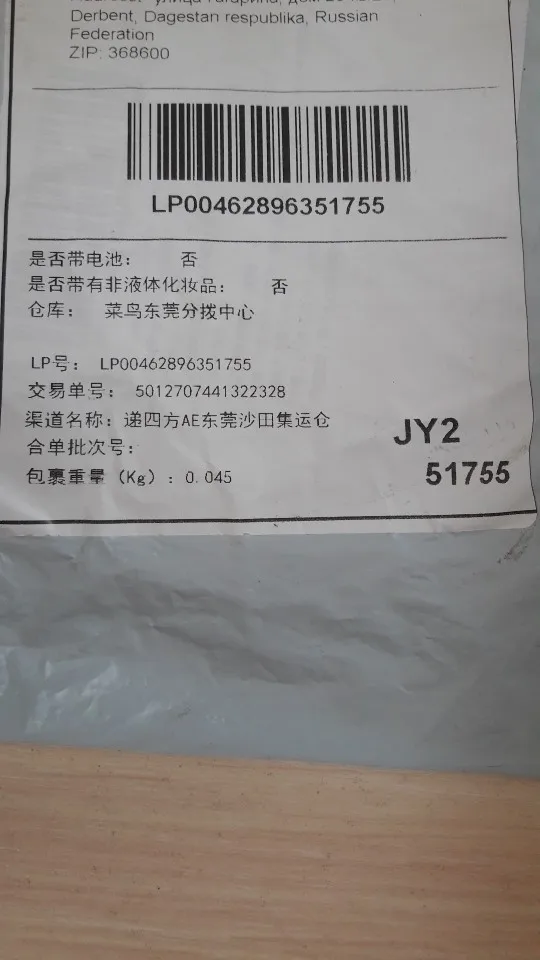 улица Гагарина, дом
Derbent, Dagestan respublika, Russian
Federation
ZIP: 368600
LP00462896351755
是否带电池： 否
是否带有非液体化妆品： 否
仓库： 菜鸟东莞分拨中心
LP号： LP00462896351755
交易单号： 5012707441322328
渠道名称：递四方AE东莞沙田集运仓
合单批次号：
包裹重量（Kg）：0.045
JY2
51755